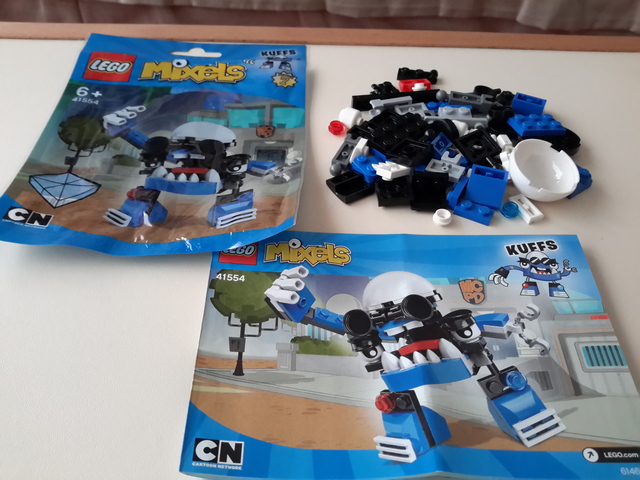 LEGO MIXELS
KUFFS
6+
41554
CN
LEGO MIXELS
KUFFS
41554
CN
CARTOON NETWORK
LEGO.com